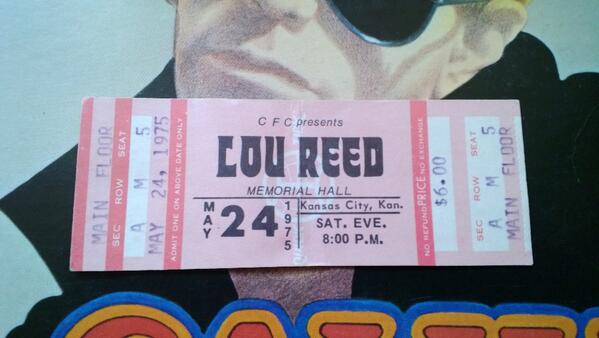 MAIN FLOOR
SEC ROW SEAT
A M 5
MAY 24, 1975
ADMIT ONE ON ABOVE DATE ONLY
C F C presents
LOU REED
MEMORIAL HALL
MAY 24 1975
Kansas City, Kan.
SAT. EVE.
8:00 P.M.
NO REFUND NO EXCHANGE
PRICE
$6.00
SEC ROW SEAT
A M 5
MAIN FLOOR